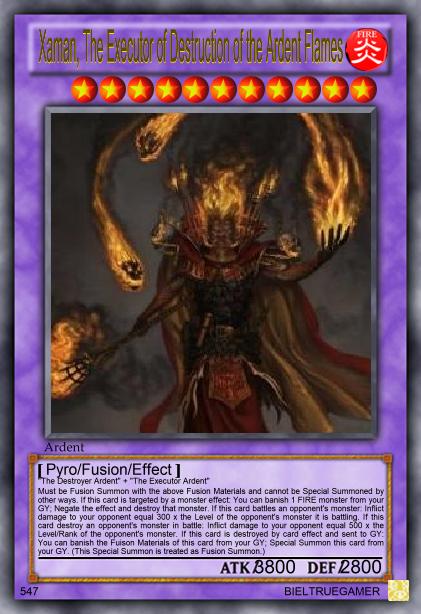 Xaman, The Executor of Destruction of the Ardent Flames
FIRE
炎
Ardent
[ Pyro/Fusion/Effect ]
"The Destroyer Ardent" + "The Executor Ardent"
Must be Fusion Summon with the above Fusion Materials and cannot be Special Summoned by
other ways. If this card is targeted by a monster effect: You can banish 1 FIRE monster from your
GY; Negate the effect and destroy that monster. If this card battles an opponent's monster: Inflict
damage to your opponent equal 300 x the Level of the opponent's monster it is battling. If this
card destroy an opponent's monster in battle: Inflict damage to your opponent equal 500 x the
Level/Rank of the opponent's monster. If this card is destroyed by card effect and sent to GY:
You can banish the Fuison Materials of this card from your GY; Special Summon this card from
your GY. (This Special Summon is treated as Fusion Summon.)
ATK 3800 DEF 2800
547
BIELTRUEGAMER